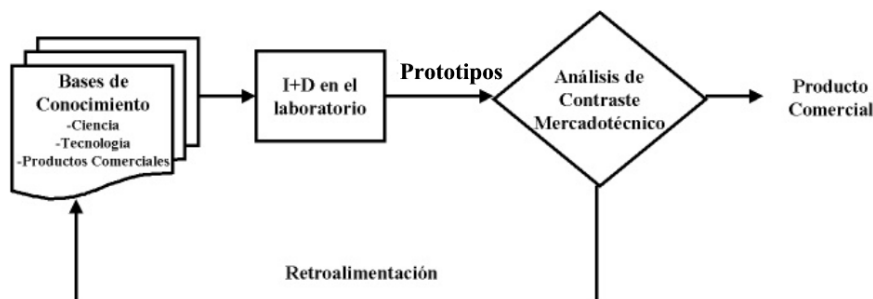 Bases de
Conocimiento
-Ciencia
-Tecnología
-Productos Comerciales
I+D en el
laboratorio
Prototipos
Análisis de
Contraste
Mercadotécnico
Producto
Comercial
Retroalimentación